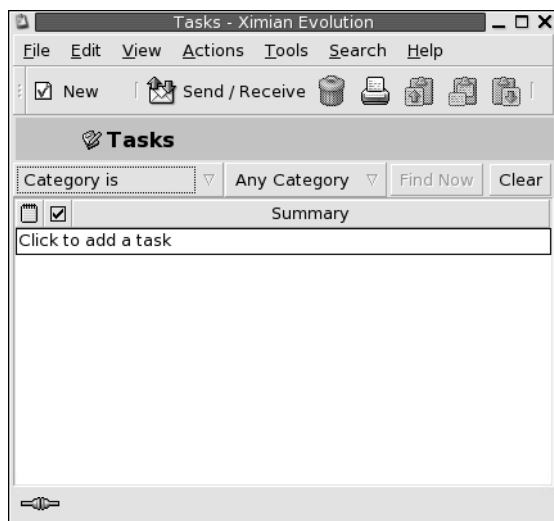 Tasks - Ximian Evolution
File Edit View Actions Tools Search Help
New Send / Receive
Tasks
Category is Any Category Find Now Clear
Summary
Click to add a task